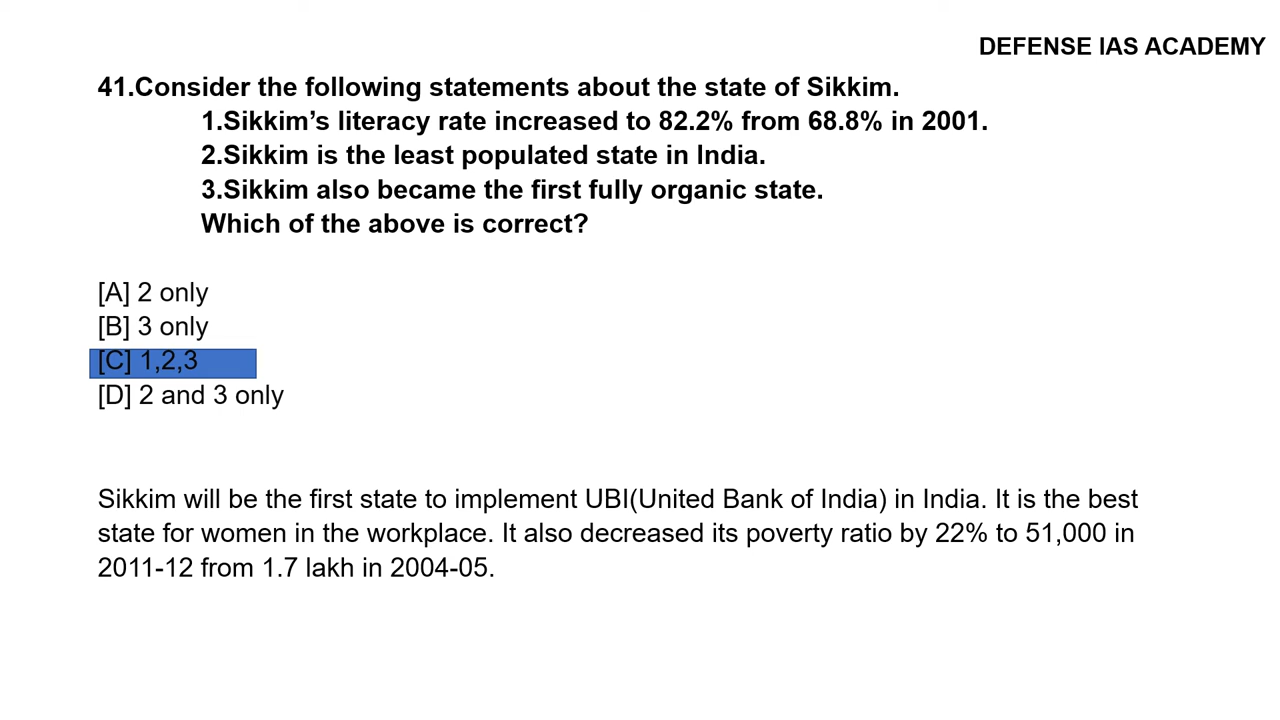 DEFENSE IAS ACADEMY
41.Consider the following statements about the state of Sikkim.
1.Sikkim’s literacy rate increased to 82.2% from 68.8% in 2001.
2.Sikkim is the least populated state in India.
3.Sikkim also became the first fully organic state.
Which of the above is correct?
[A] 2 only
[B] 3 only
[C] 1,2,3
[D] 2 and 3 only
Sikkim will be the first state to implement UBI(United Bank of India) in India. It is the best
state for women in the workplace. It also decreased its poverty ratio by 22% to 51,000 in
2011-12 from 1.7 lakh in 2004-05.